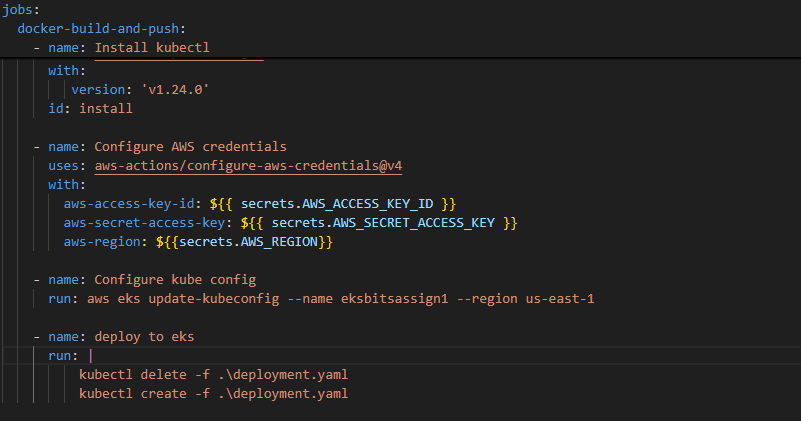 jobs:
  docker-build-and-push:
    - name: Install kubectl
      with:
         version: 'v1.24.0'
      id: install

    - name: Configure AWS credentials
      uses: aws-actions/configure-aws-credentials@v4
      with:
        aws-access-key-id: ${{ secrets.AWS_ACCESS_KEY_ID }}
        aws-secret-access-key: ${{ secrets.AWS_SECRET_ACCESS_KEY }}
        aws-region: ${{secrets.AWS_REGION}}

    - name: Configure kube config
      run: aws eks update-kubeconfig --name eksbitsassign1 --region us-east-1

    - name: deploy to eks
      run: |
          kubectl delete -f .\deployment.yaml
          kubectl create -f .\deployment.yaml